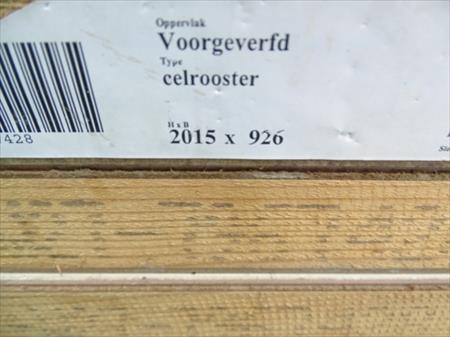 Oppervlak
Voorgeverfd
Type
celrooster
H x B
2015 x 926
428